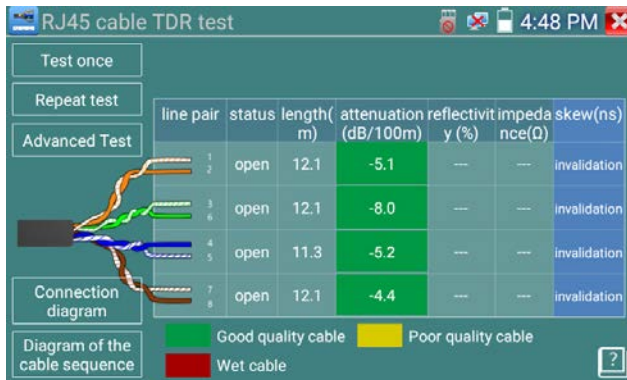 RJ45 cable TDR test 4:48 PM
Test once
Repeat test
Advanced Test
line pair status length( attenuation reflectivit impeda skew(ns)
m) (dB/100m) y (%) nce(Ω)
1
2
open 12.1 -5.1 --- --- invalidation
3
6
open 12.1 -8.0 --- --- invalidation
4
5
open 11.3 -5.2 --- --- invalidation
7
8
open 12.1 -4.4 --- --- invalidation
Connection
diagram
Diagram of the
cable sequence
Good quality cable Poor quality cable
Wet cable
?